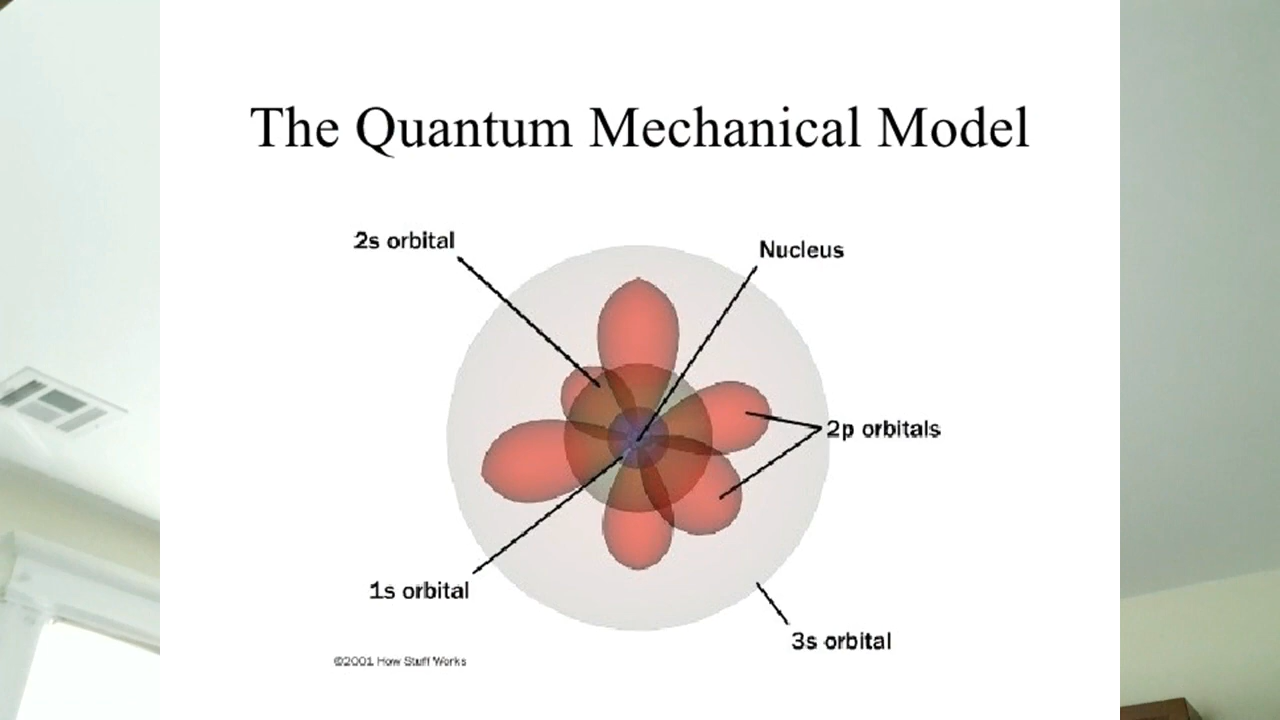 The Quantum Mechanical Model
2s orbital
Nucleus
2p orbitals
1s orbital
3s orbital
©2001 How Stuff Works